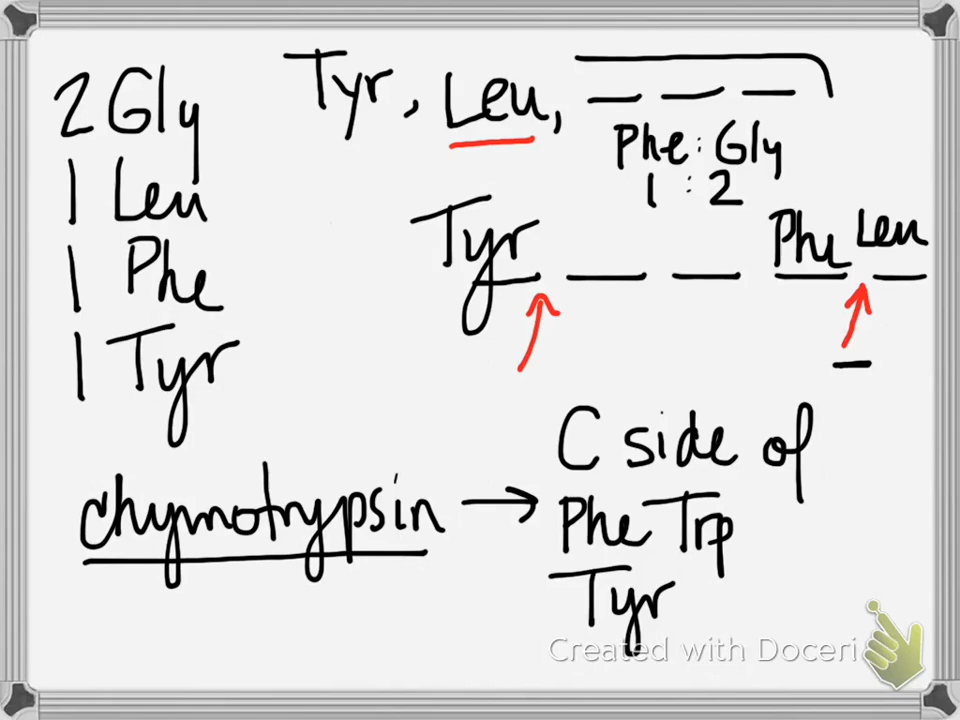 2 Gly
1 Leu
1 Phe
1 Tyr
Tyr, Leu,
Phe : Gly
1 : 2
Tyr Phe Leu
chymotrypsin → C side of
Phe Trp
Tyr
Created with Doceri